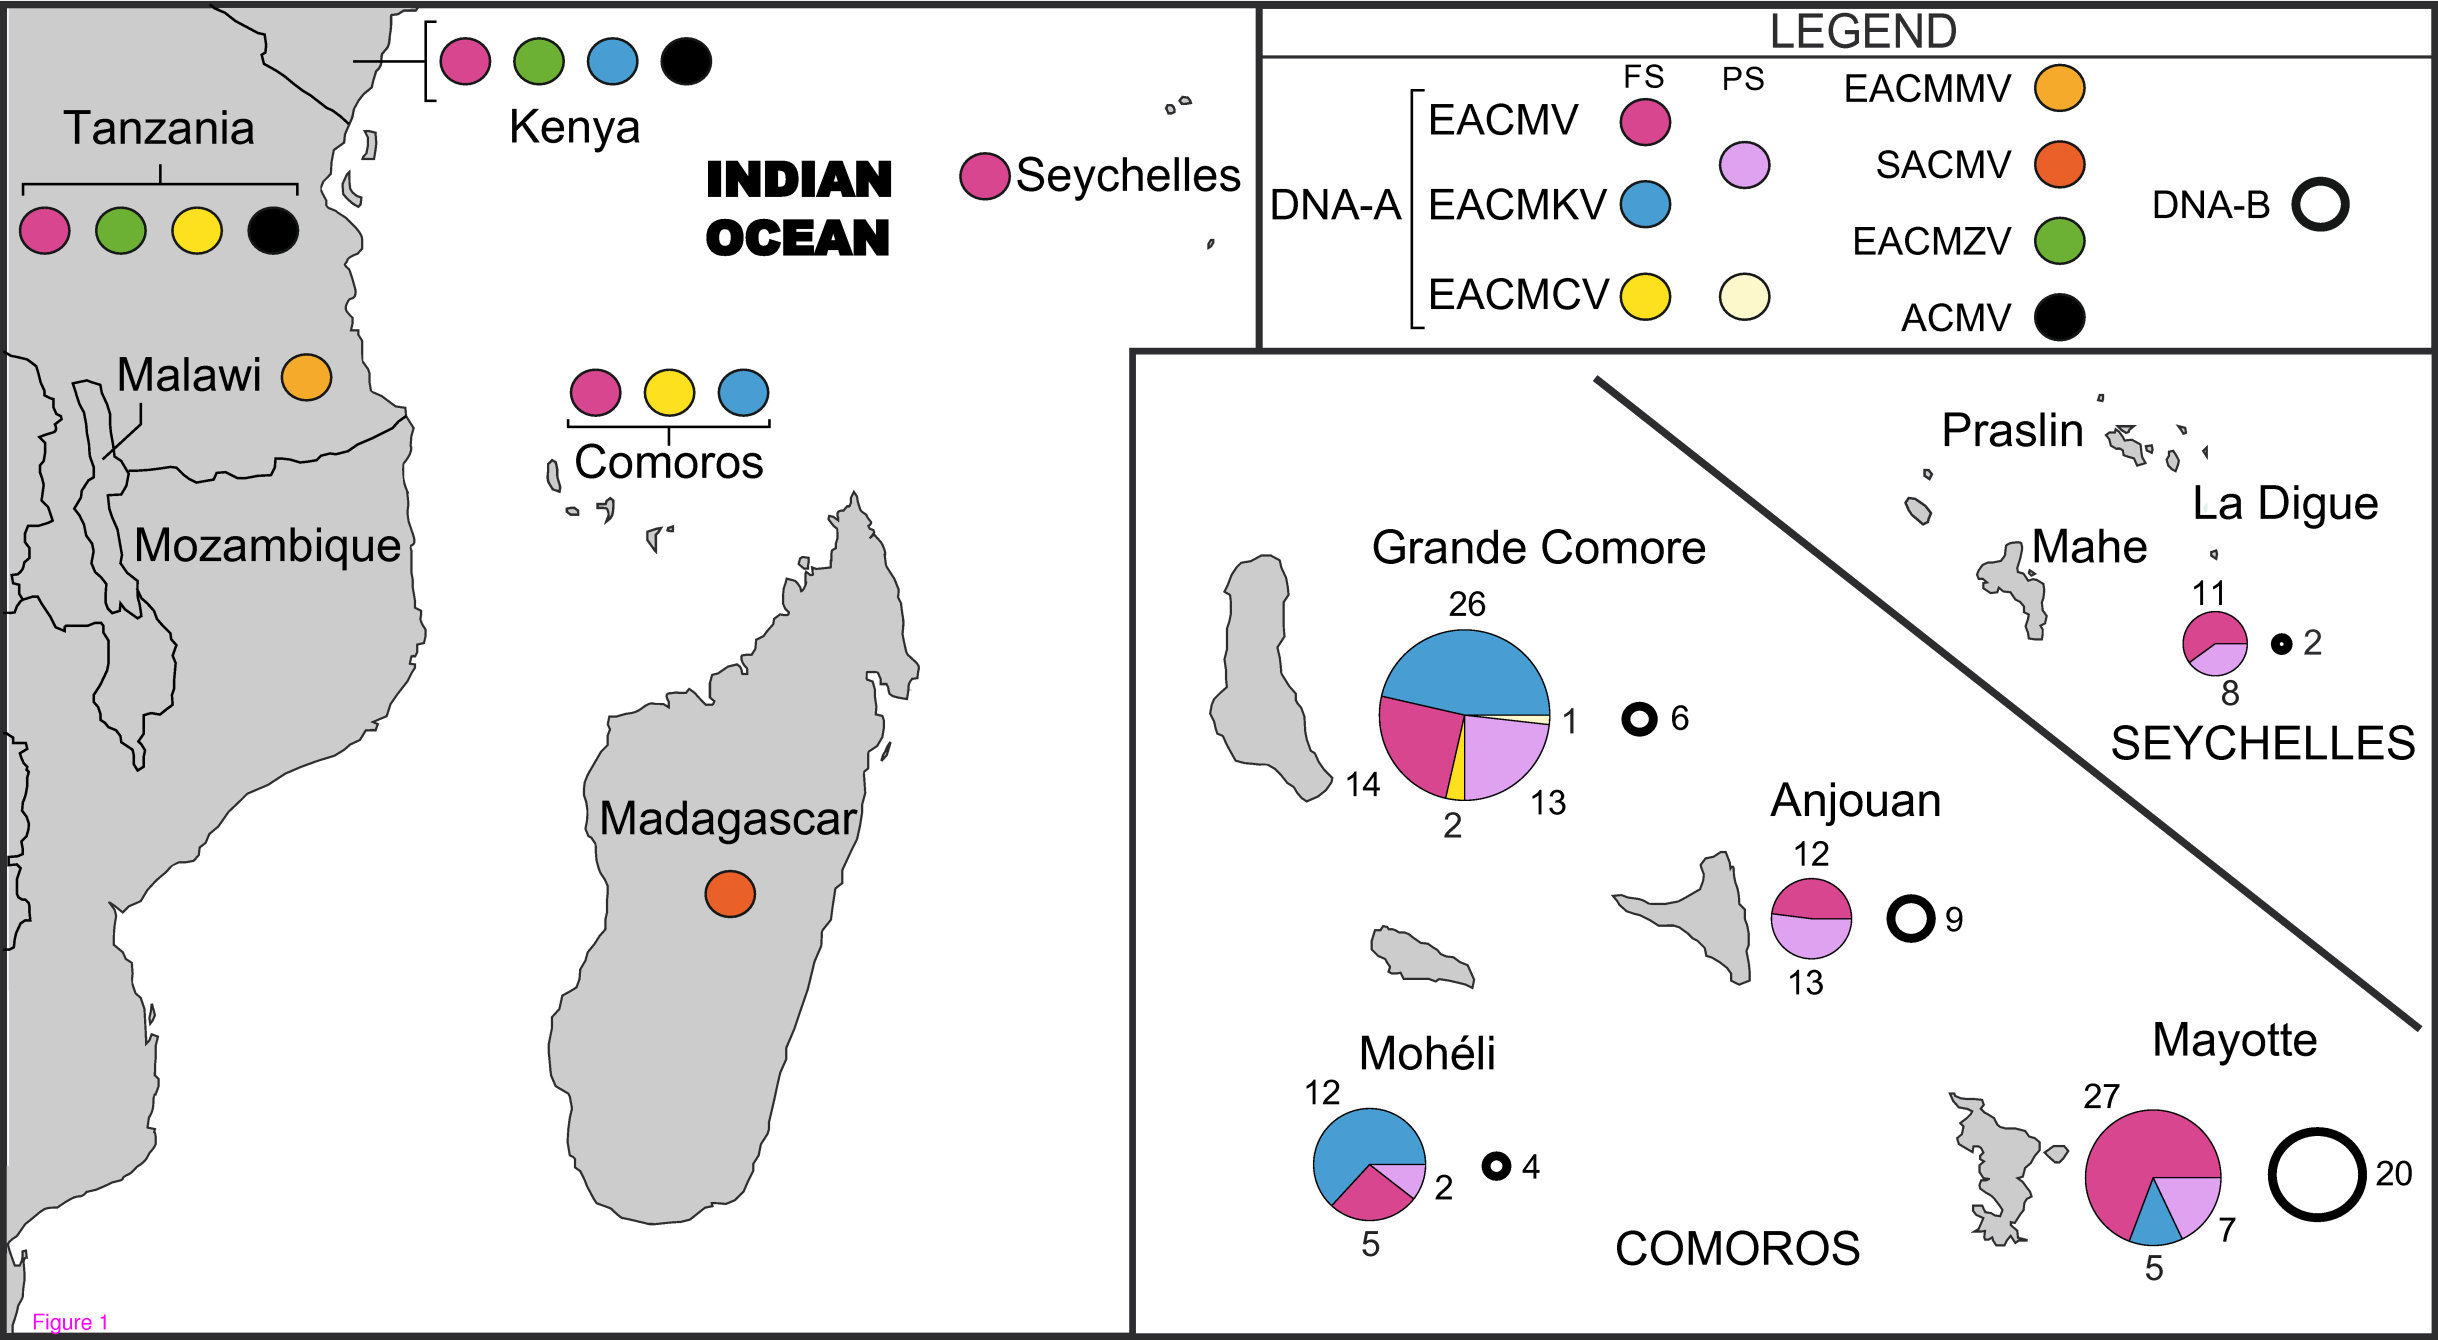 Kenya
Tanzania
INDIAN
OCEAN
Seychelles
Malawi
Comoros
Mozambique
Madagascar
Figure 1
LEGEND
FS PS
DNA-A
EACMV
EACMKV
EACMCV
EACMMV
SACMV
EACMZV
ACMV
DNA-B
Praslin
La Digue
Mahe
11
2
8
SEYCHELLES
Grande Comore
26
1
6
14
13
2
Anjouan
12
9
13
Mohéli
12
4
2
5
COMOROS
Mayotte
27
20
7
5